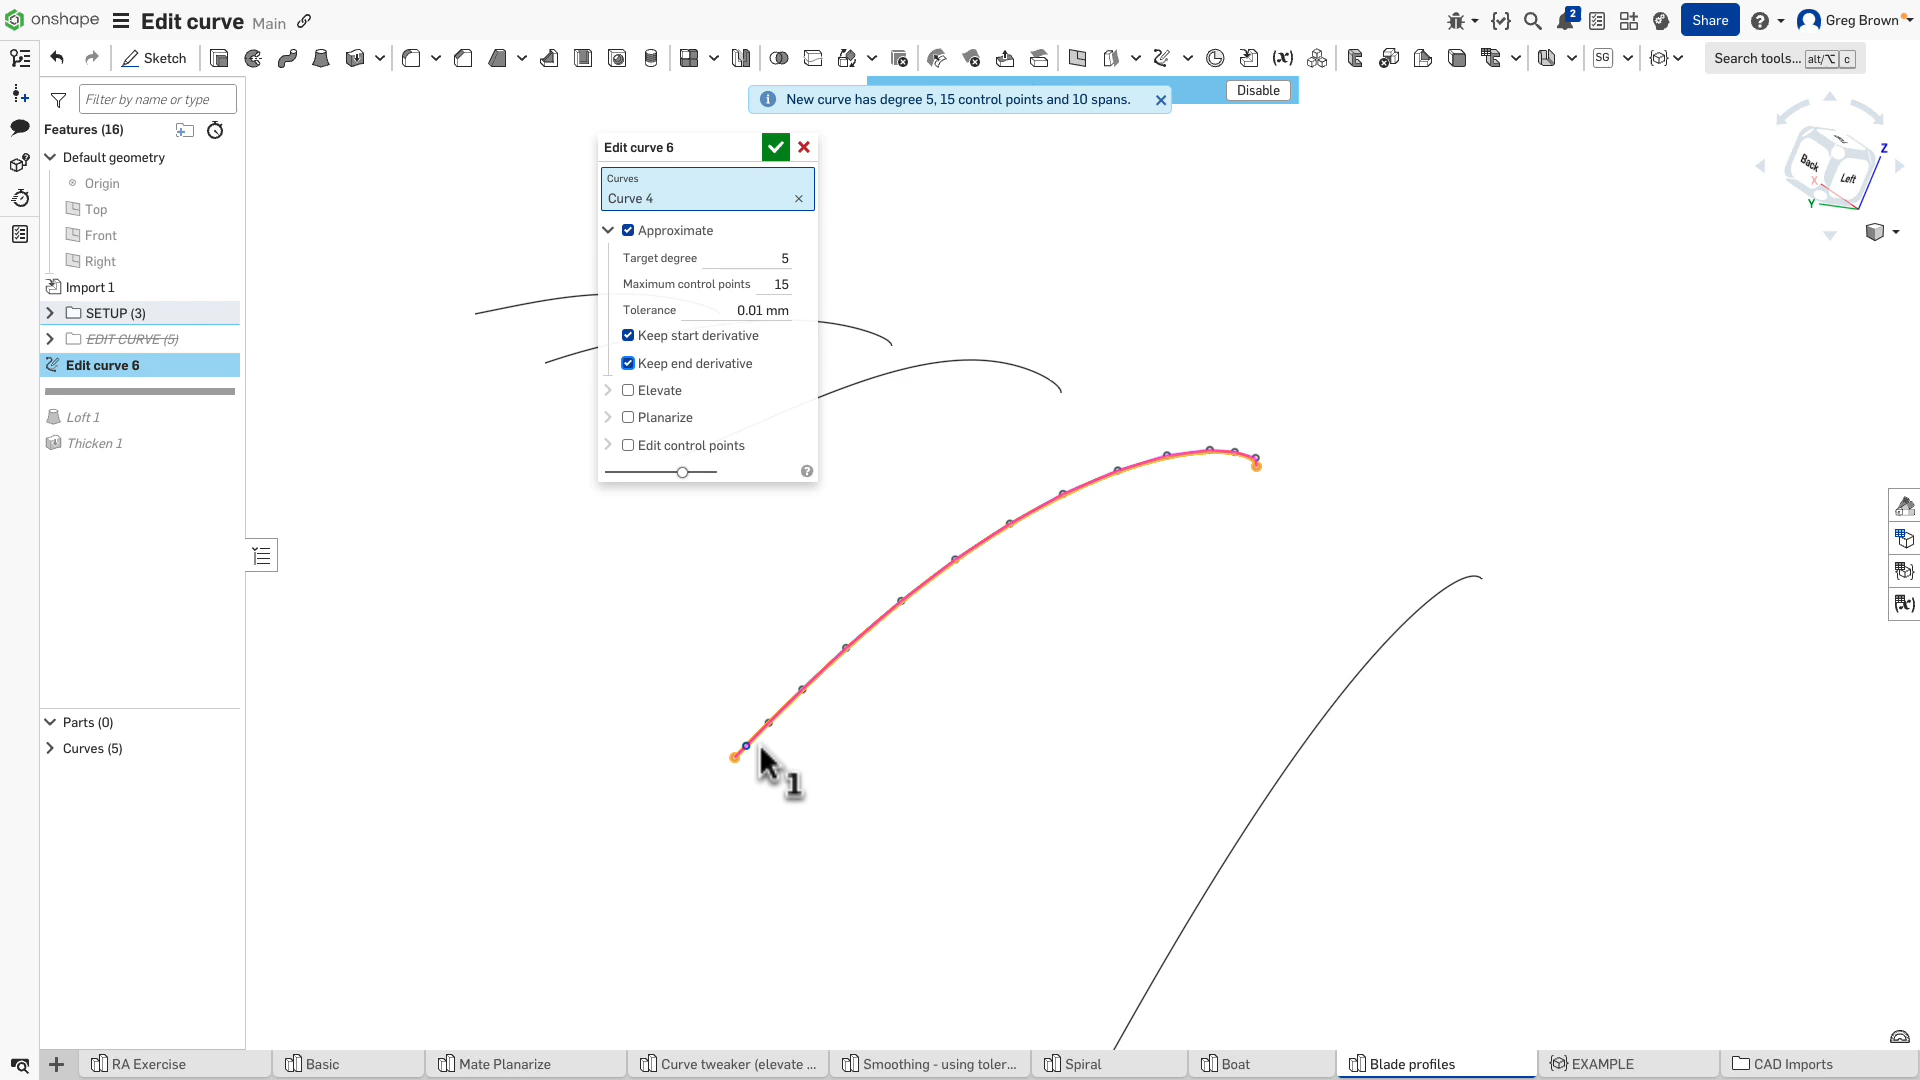 onshape Edit curve Main 2 Share Greg Brown
Sketch SG Search tools... alt/⌥ c
Disable
New curve has degree 5, 15 control points and 10 spans.
Filter by name or type
Features (16)
Default geometry
Origin
Top
Front
Right
Import 1
SETUP (3)
EDIT CURVE (5)
Edit curve 6
Loft 1
Thicken 1
Parts (0)
Curves (5)
Edit curve 6
Curves
Curve 4
Approximate
Target degree 5
Maximum control points 15
Tolerance 0.01 mm
Keep start derivative
Keep end derivative
Elevate
Planarize
Edit control points
1
Back Left
X Y Z
RA Exercise Basic Mate Planarize Curve tweaker (elevate ... Smoothing - using toler... Spiral Boat Blade profiles EXAMPLE CAD Imports